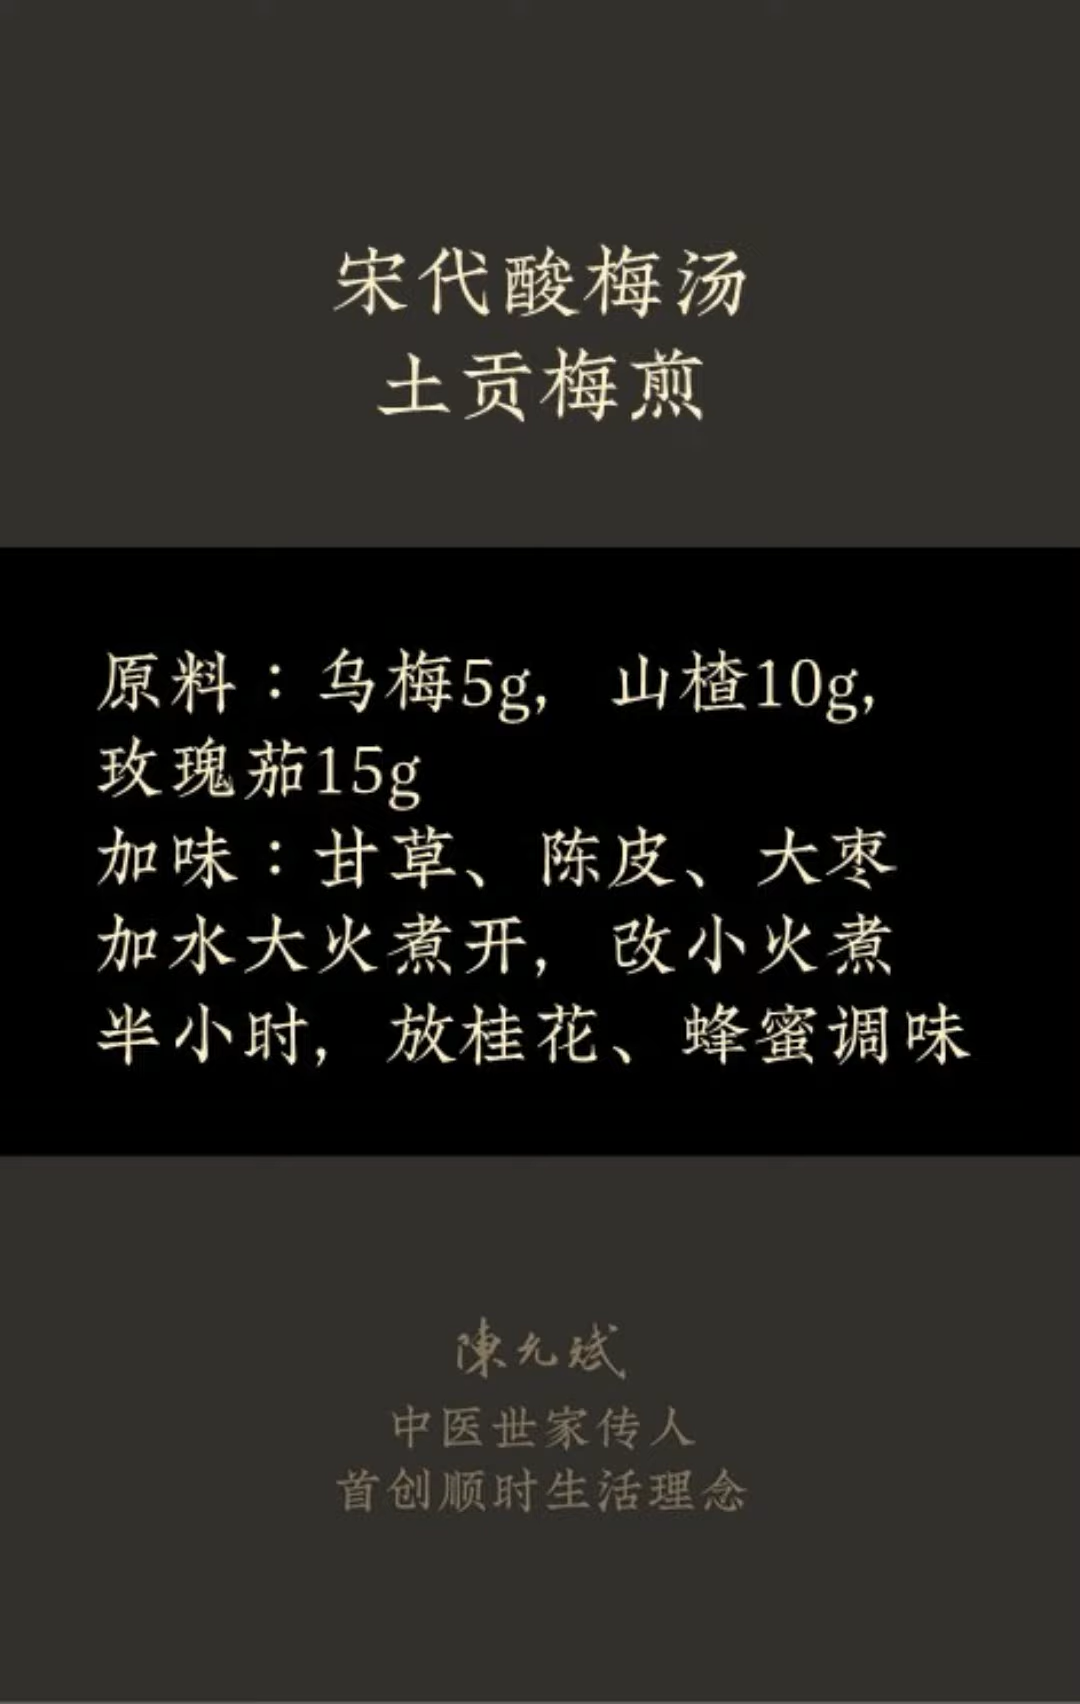 宋代酸梅汤
土贡梅煎
原料：乌梅5g，山楂10g，
玫瑰茄15g
加味：甘草、陈皮、大枣
加水大火煮开，改小火煮
半小时，放桂花、蜂蜜调味
陳允斌
中医世家传人
首创顺时生活理念